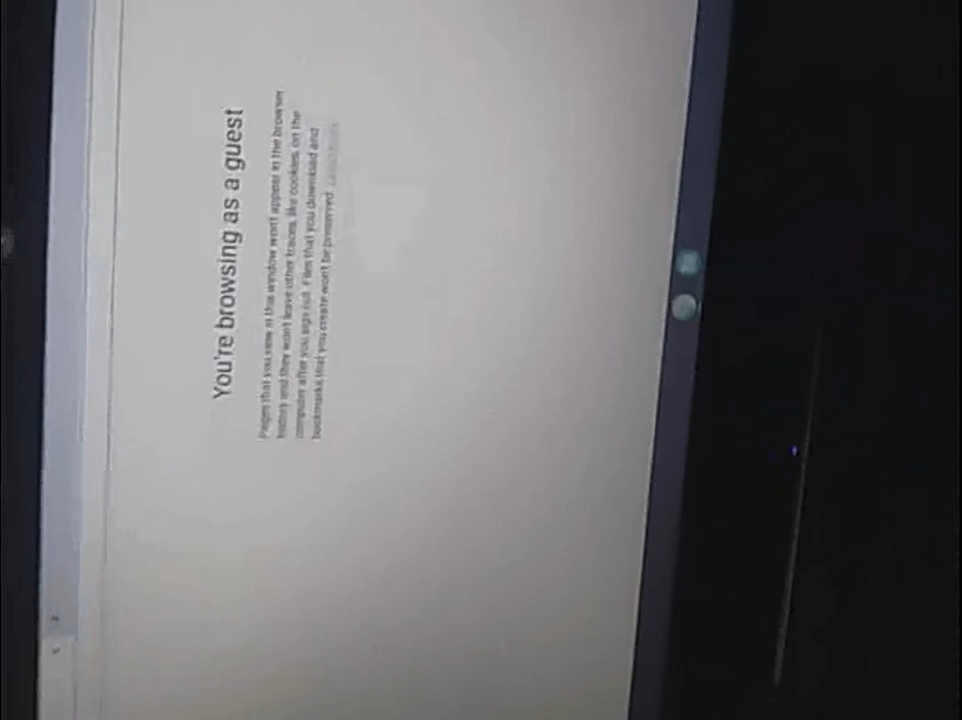 You're browsing as a guest
Pages that you view in this window won't appear in the browser
history and they won't leave other traces, like cookies, on the
computer after you sign out. Files that you download and
bookmarks that you create won't be preserved.